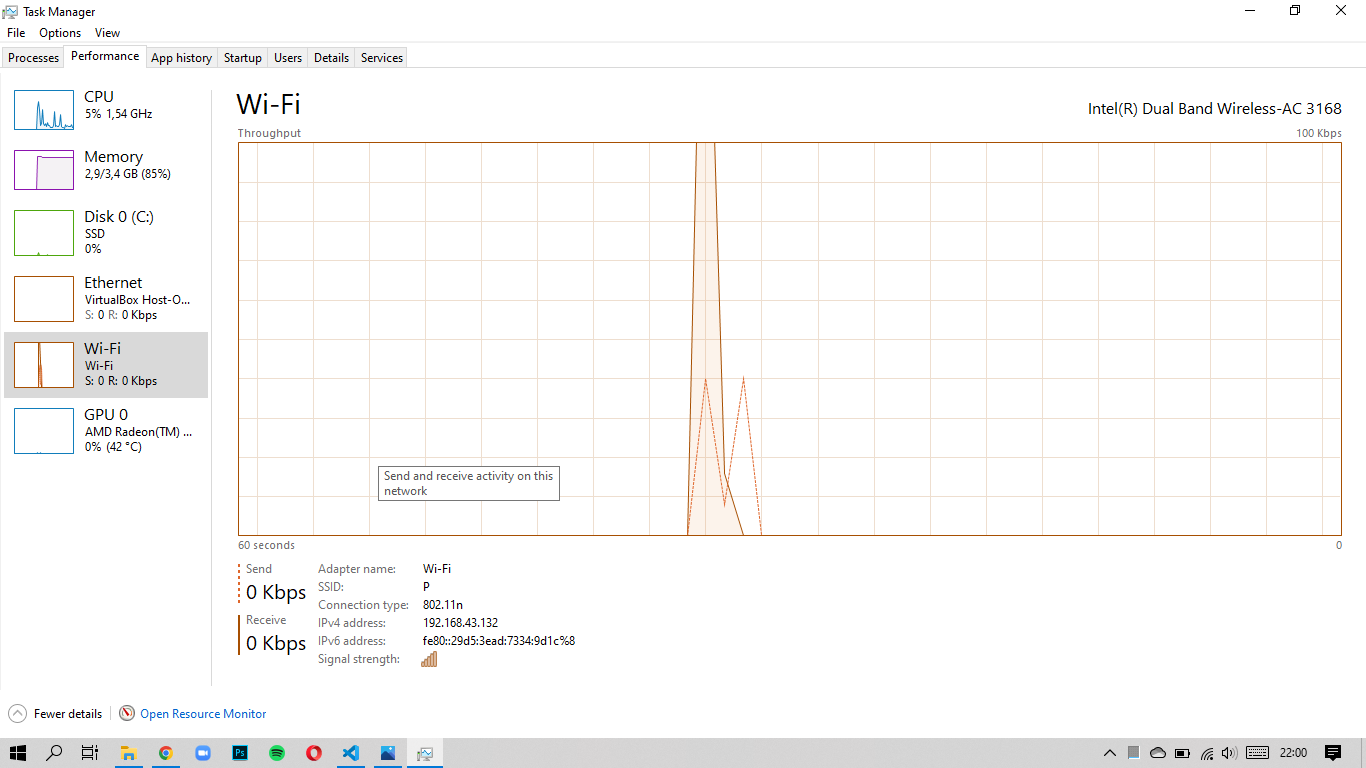 Task Manager
File Options View
Processes Performance App history Startup Users Details Services
CPU
5% 1,54 GHz
Memory
2,9/3,4 GB (85%)
Disk 0 (C:)
SSD
0%
Ethernet
VirtualBox Host-O...
S: 0 R: 0 Kbps
Wi-Fi
Wi-Fi
S: 0 R: 0 Kbps
GPU 0
AMD Radeon(TM) ...
0% (42 °C)
Wi-Fi
Intel(R) Dual Band Wireless-AC 3168
Throughput
100 Kbps
Send and receive activity on this
network
60 seconds
0
Send
0 Kbps
Receive
0 Kbps
Adapter name: Wi-Fi
SSID: P
Connection type: 802.11n
IPv4 address: 192.168.43.132
IPv6 address: fe80::29d5:3ead:7334:9d1c%8
Signal strength:
Fewer details
Open Resource Monitor
Ps
22:00